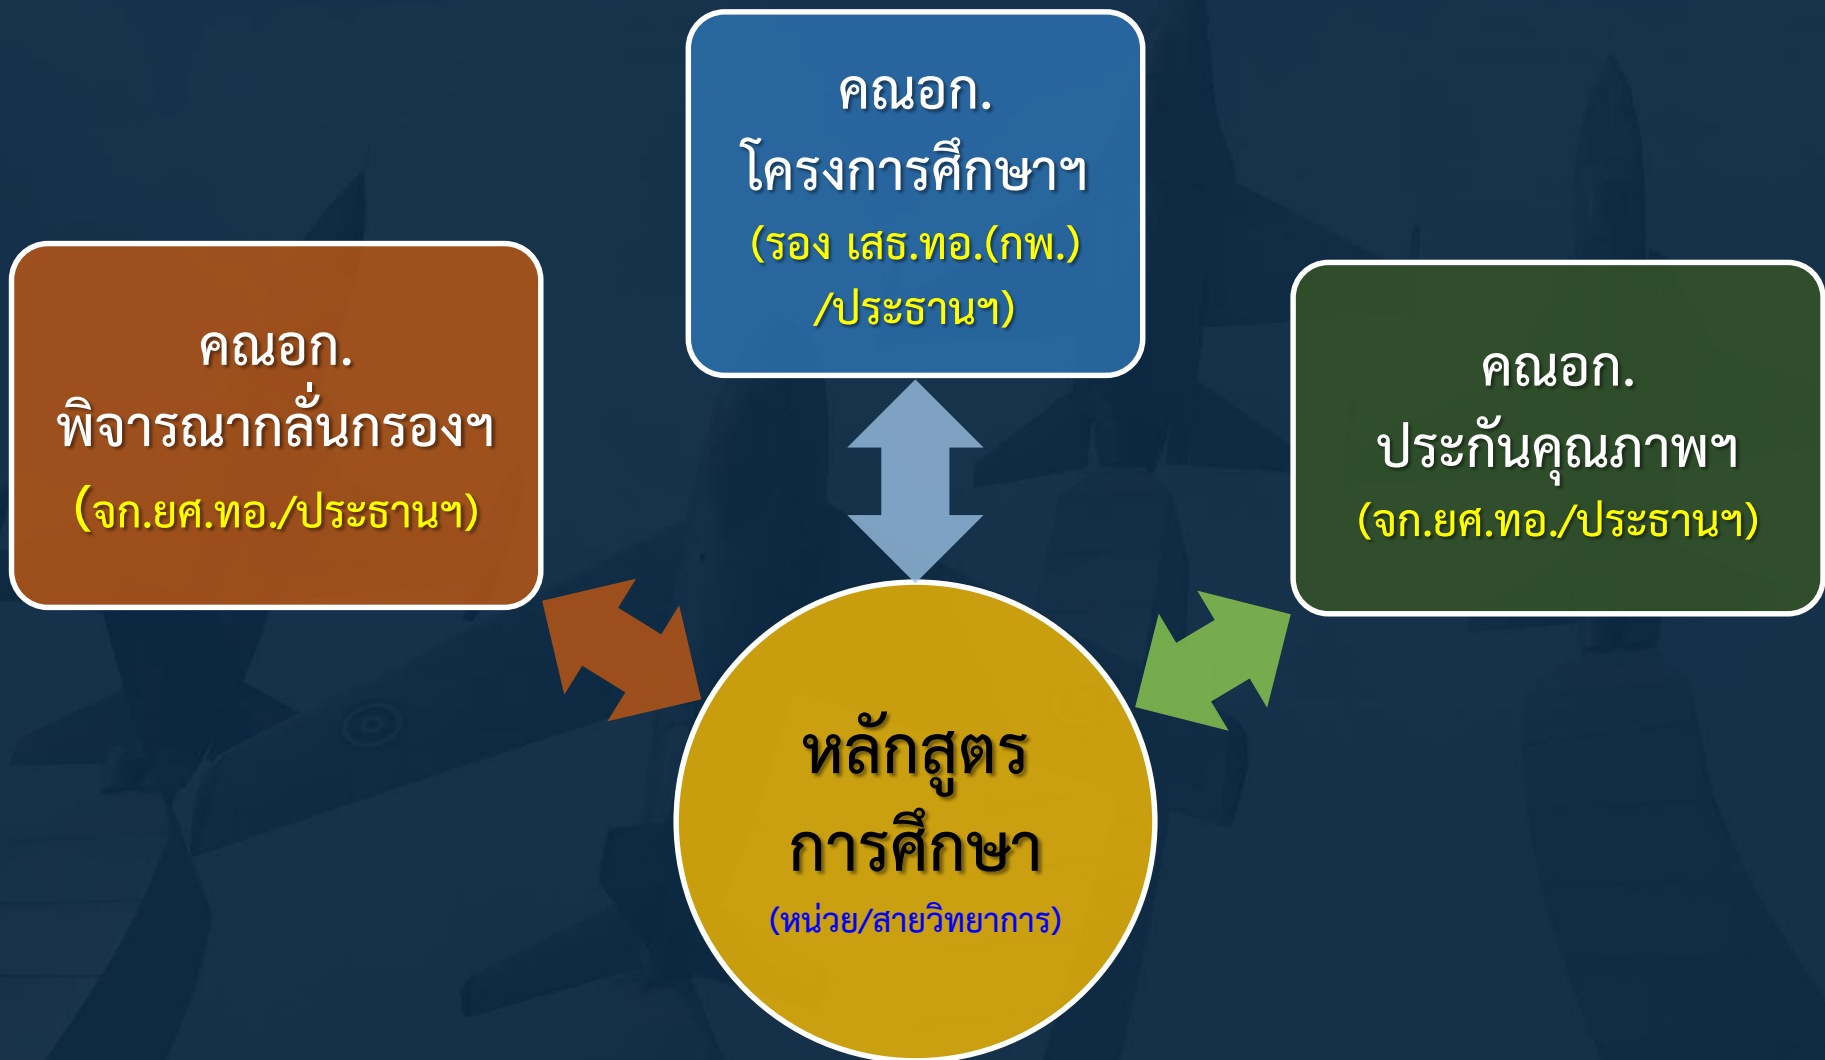 คณอก.
โครงการศึกษาฯ
(รอง เสธ.ทอ.(กพ.)
/ประธานฯ)
คณอก.
พิจารณากลั่นกรองฯ
(จก.ยศ.ทอ./ประธานฯ)
คณอก.
ประกันคุณภาพฯ
(จก.ยศ.ทอ./ประธานฯ)
หลักสูตร
การศึกษา
(หน่วย/สายวิทยาการ)